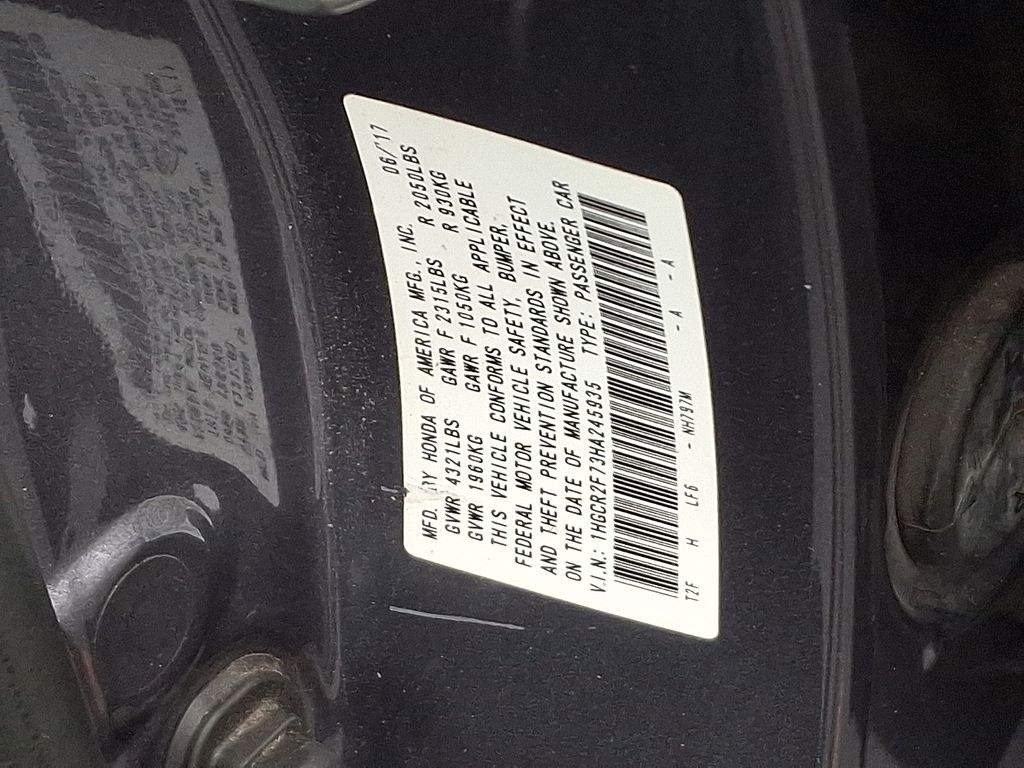 MFD. BY HONDA OF AMERICA MFG., INC. 06/'17
GVWR 4321LBS GAWR F 2315LBS R 2050LBS
GVWR 1960KG GAWR F 1050KG R 930KG
THIS VEHICLE CONFORMS TO ALL APPLICABLE
FEDERAL MOTOR VEHICLE SAFETY, BUMPER,
AND THEFT PREVENTION STANDARDS IN EFFECT
ON THE DATE OF MANUFACTURE SHOWN ABOVE.
V.I.N.: 1HGCR2F73HA245935 TYPE: PASSENGER CAR
T2F H LF6 - NH797M - A - A